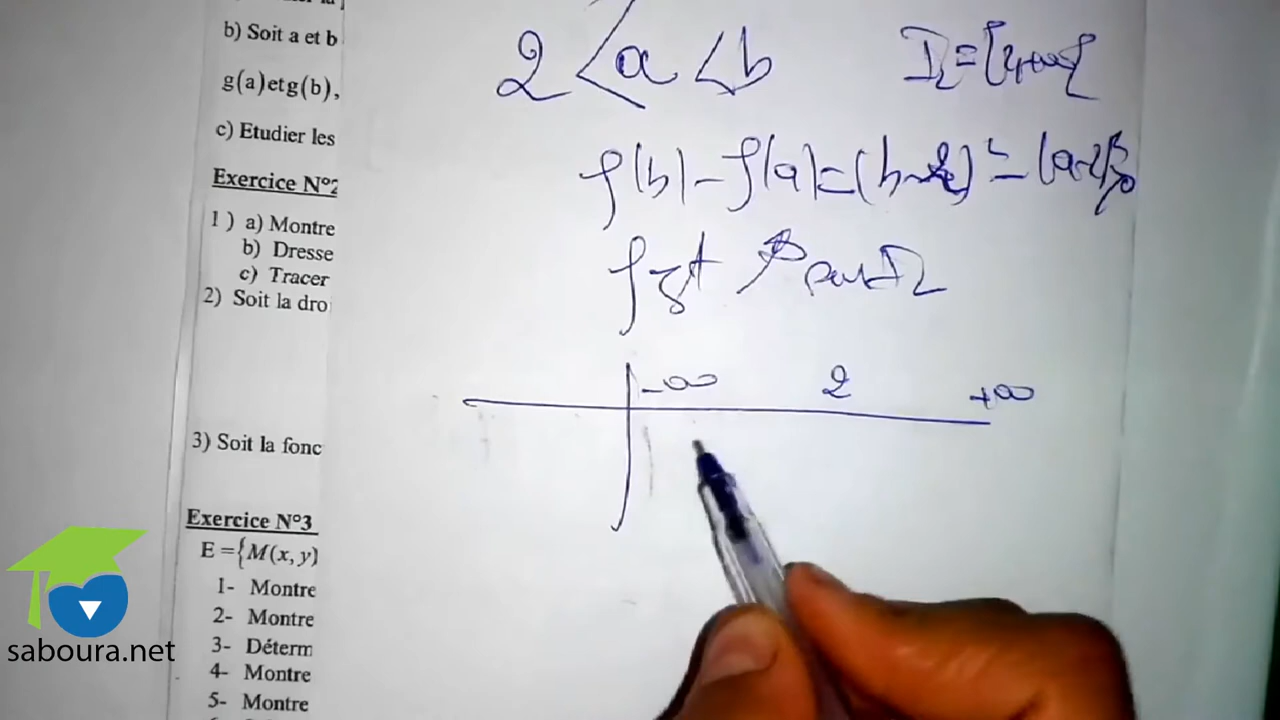 b) Soit a et b
g(a)etg(b),
c) Etudier les
Exercice N°2
1 ) a) Montre
b) Dresse
c) Tracer
2) Soit la dro
3) Soit la fonc
Exercice N°3
E ={M(x, y)
1- Montre
2- Montre
3- Déterm
4- Montre
5- Montre
2 < a < b
I2 = [2,+∞[
f(b) - f(a) = (b-2)² - (a-2)²
f est ↗ sur I2
-∞ 2 +∞
saboura.net